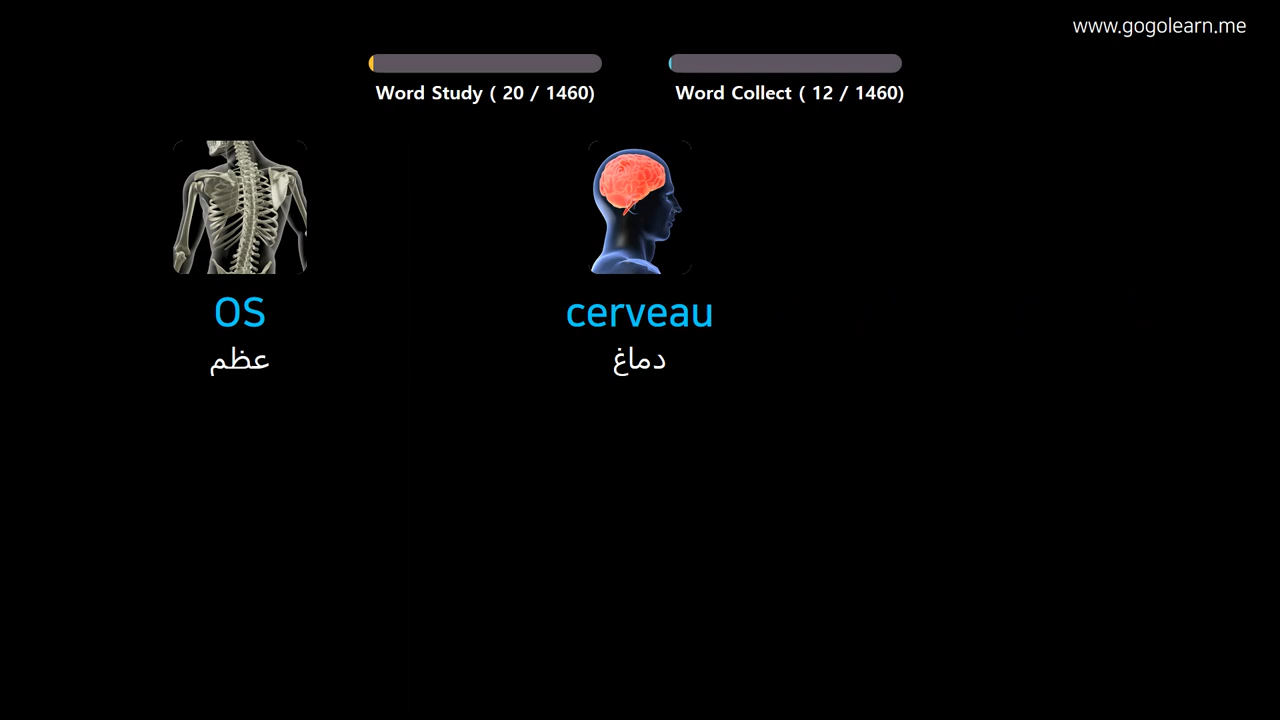 www.gogolearn.me
Word Study ( 20 / 1460)
Word Collect ( 12 / 1460)
os
عظم
cerveau
دماغ